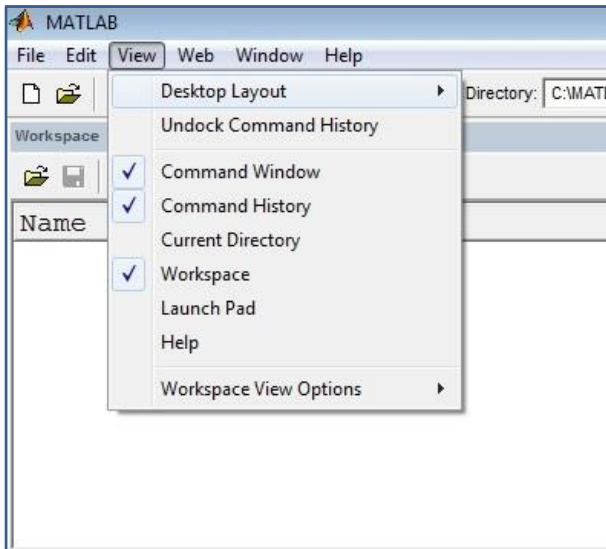 MATLAB
File Edit View Web Window Help
Directory: C:\MATL
Workspace
Name
Desktop Layout
Undock Command History
Command Window
Command History
Current Directory
Workspace
Launch Pad
Help
Workspace View Options